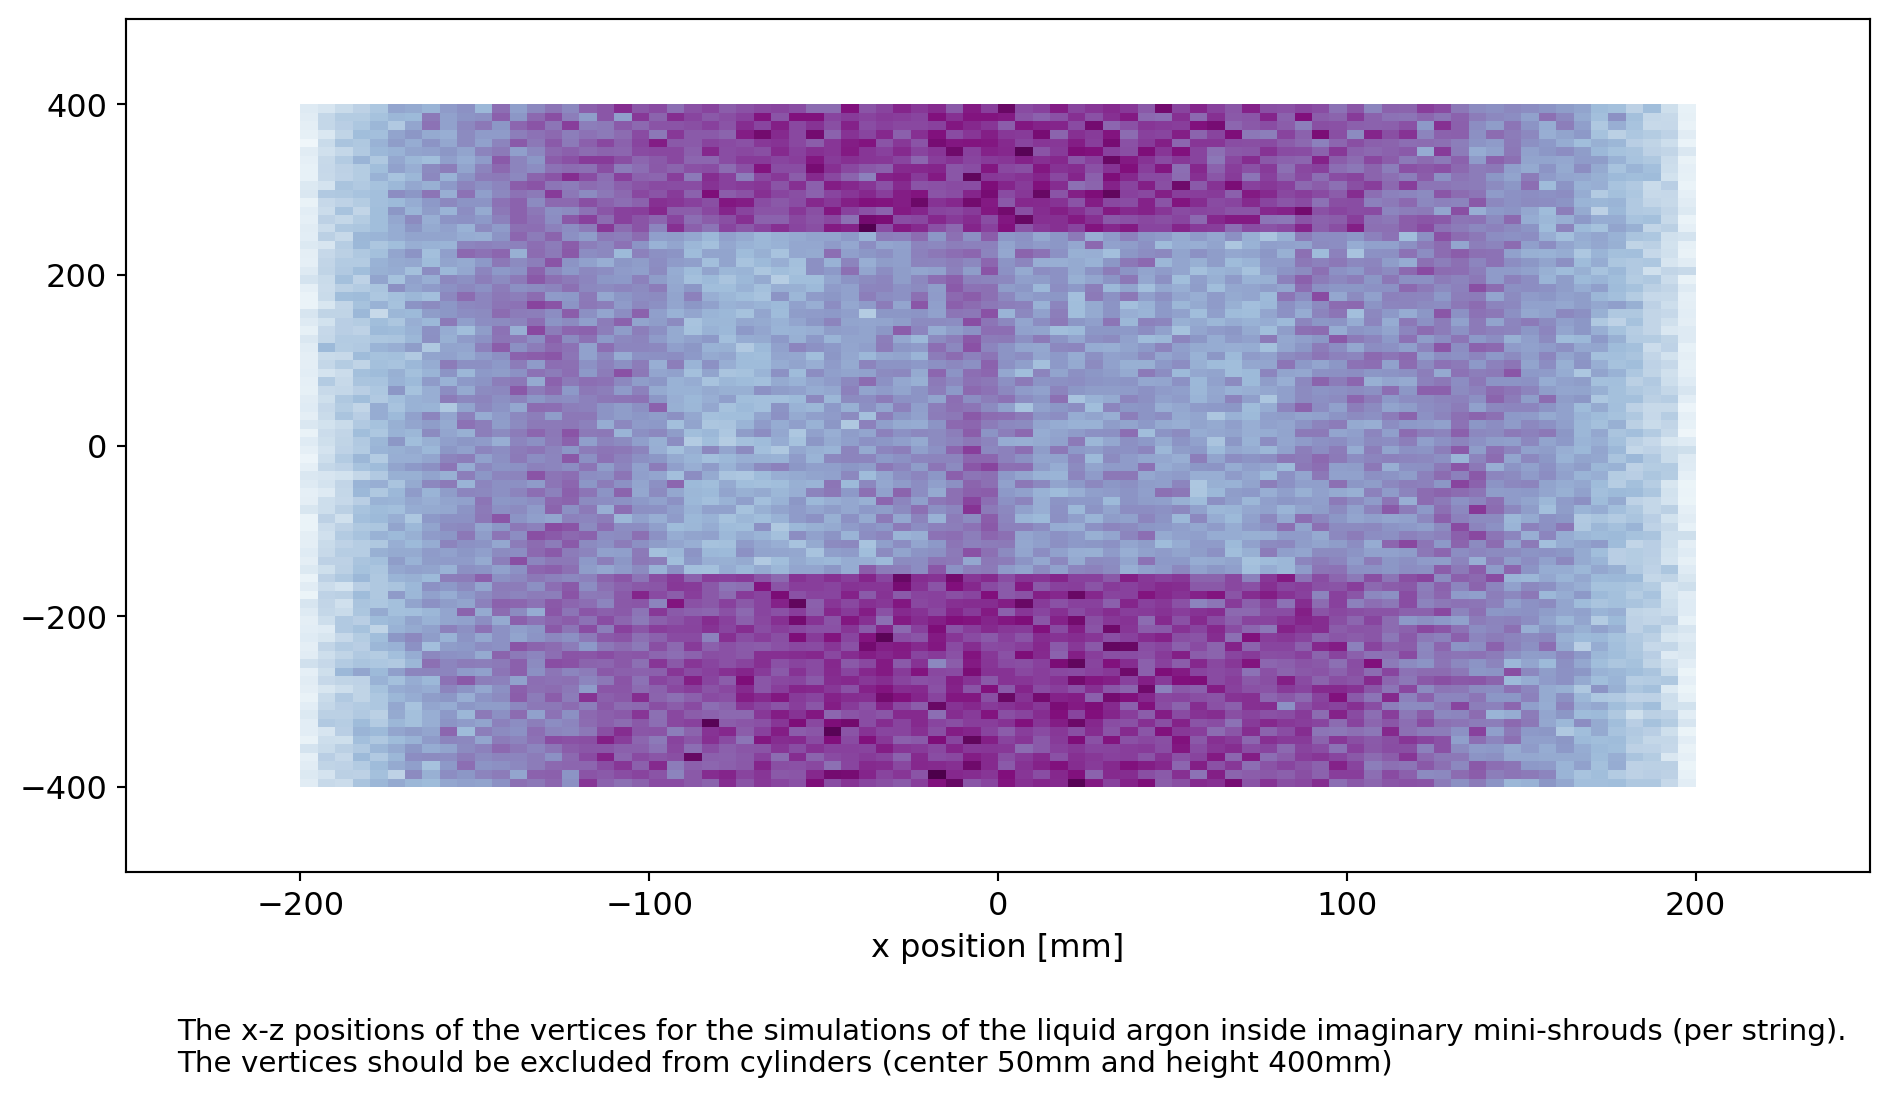 400
200
0
−200
−400
−200 −100 0 100 200
x position [mm]
The x-z positions of the vertices for the simulations of the liquid argon inside imaginary mini-shrouds (per string).
The vertices should be excluded from cylinders (center 50mm and height 400mm)